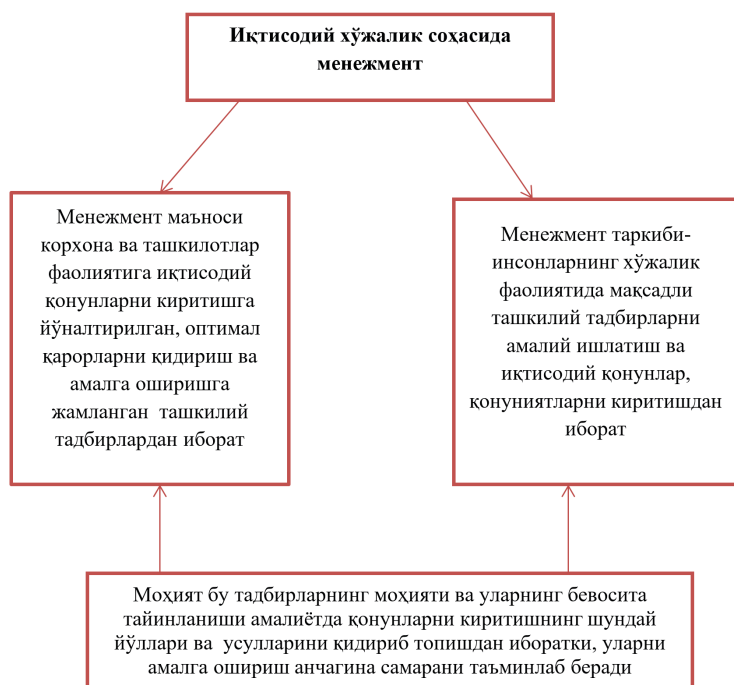 Иқтисодий хўжалик соҳасида
менежмент
Менежмент маъноси
корхона ва ташкилотлар
фаолиятига иқтисодий
қонунларни киритишга
йўналтирилган, оптимал
қарорларни қидириш ва
амалга оширишга
жамланган ташкилий
тадбирлардан иборат
Менежмент таркиби-
инсонларнинг хўжалик
фаолиятида мақсадли
ташкилий тадбирларни
амалий ишлатиш ва
иқтисодий қонунлар,
қонуниятларни киритишдан
иборат
Моҳият бу тадбирларнинг моҳияти ва уларнинг бевосита
тайинланиши амалиётда қонунларни киритишнинг шундай
йўллари ва усулларини қидириб топишдан иборатки, уларни
амалга ошириш анчагина самарани таъминлаб беради